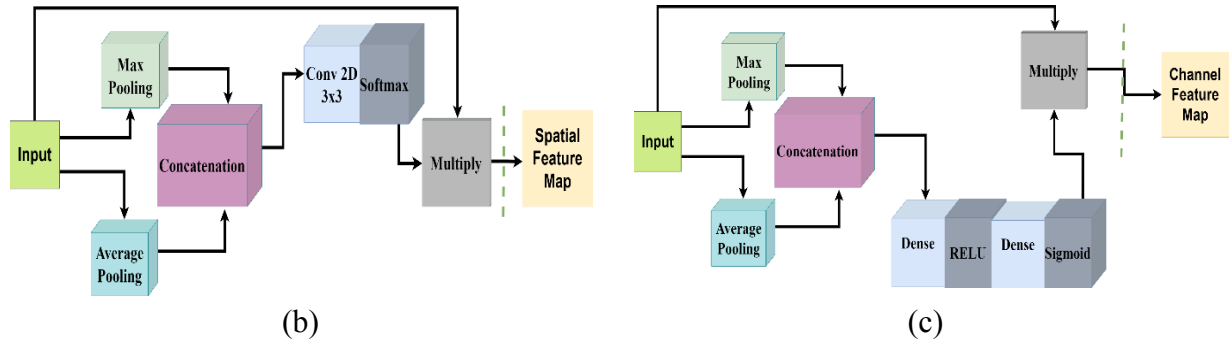 Input
Max
Pooling
Average
Pooling
Concatenation
Conv 2D
3x3
Softmax
Multiply
Spatial
Feature
Map
(b)
Input
Max
Pooling
Average
Pooling
Concatenation
Dense
RELU
Dense
Sigmoid
Multiply
Channel
Feature
Map
(c)